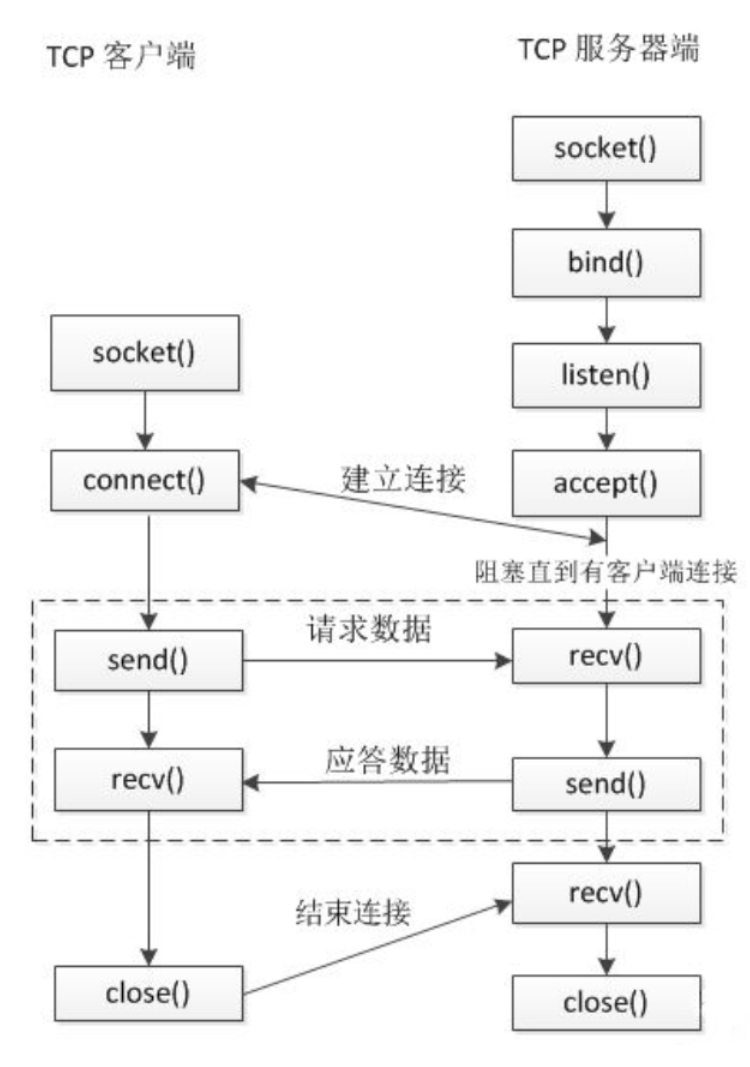 TCP 客户端
TCP 服务器端
socket()
bind()
socket()
listen()
connect()
建立连接
accept()
阻塞直到有客户端连接
send()
请求数据
recv()
recv()
应答数据
send()
结束连接
recv()
close()
close()